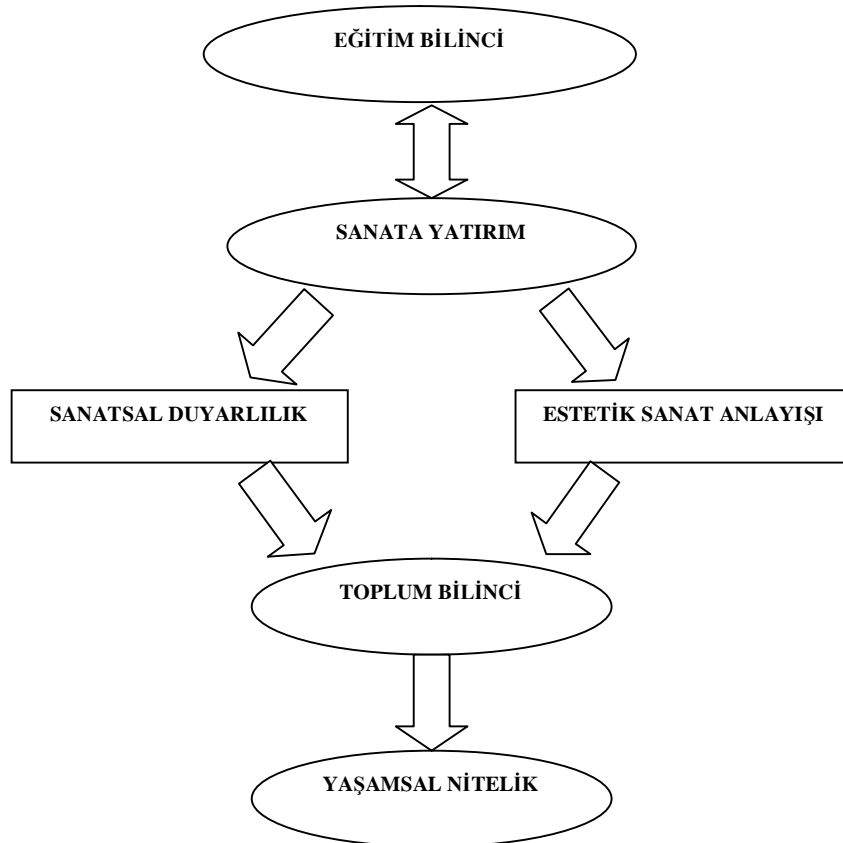 EĞİTİM BİLİNCİ
SANATA YATIRIM
SANATSAL DUYARLILIK
ESTETİK SANAT ANLAYIŞI
TOPLUM BİLİNCİ
YAŞAMSAL NİTELİK